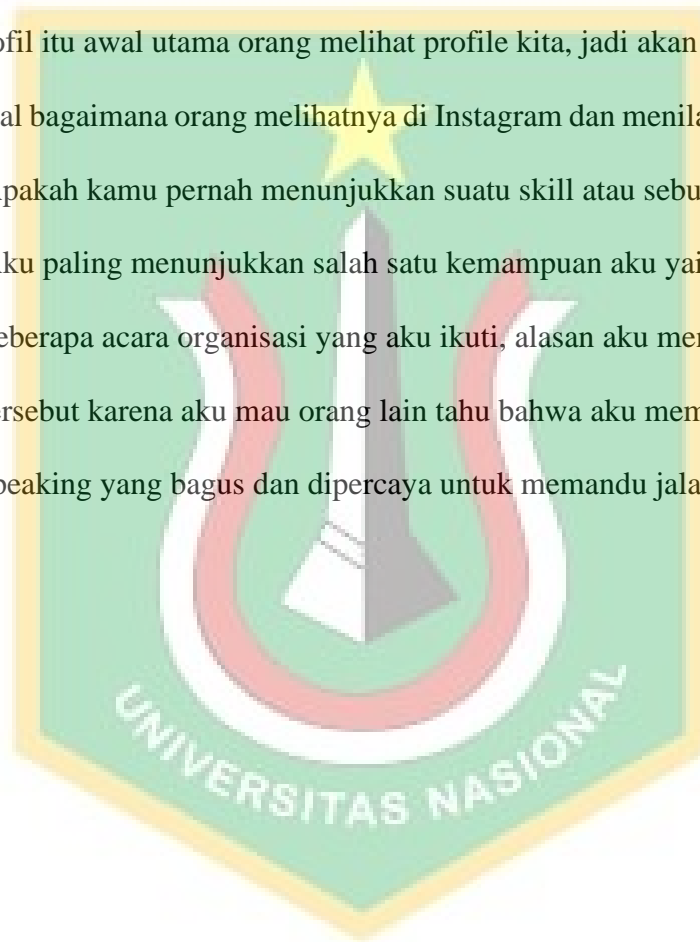 ofil itu awal utama orang melihat profile kita, jadi akan
al bagaimana orang melihatnya di Instagram dan menila
pakah kamu pernah menunjukkan suatu skill atau sebu
ku paling menunjukkan salah satu kemampuan aku yai
eberapa acara organisasi yang aku ikuti, alasan aku mer
ersebut karena aku mau orang lain tahu bahwa aku mem
peaking yang bagus dan dipercaya untuk memandu jala
UNIVERSITAS NASIONAL